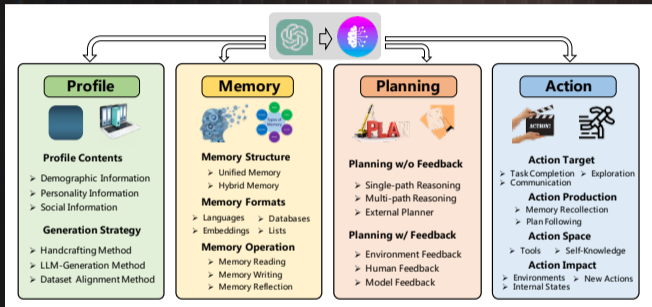 Profile
Profile Contents
➢ Demographic Information
➢ Personality Information
➢ Social Information
Generation Strategy
➢ Handcrafting Method
➢ LLM-Generation Method
➢ Dataset Alignment Method
Memory
Types of Memory
Memory Structure
➢ Unified Memory
➢ Hybrid Memory
Memory Formats
➢ Languages ➢ Databases
➢ Embeddings ➢ Lists
Memory Operation
➢ Memory Reading
➢ Memory Writing
➢ Memory Reflection
Planning
PLAN
Planning w/o Feedback
➢ Single-path Reasoning
➢ Multi-path Reasoning
➢ External Planner
Planning w/ Feedback
➢ Environment Feedback
➢ Human Feedback
➢ Model Feedback
Action
ACTION!
Action Target
➢ Task Completion ➢ Exploration
➢ Communication
Action Production
➢ Memory Recollection
➢ Plan Following
Action Space
➢ Tools ➢ Self-Knowledge
Action Impact
➢ Environments ➢ New Actions
➢ Internal States